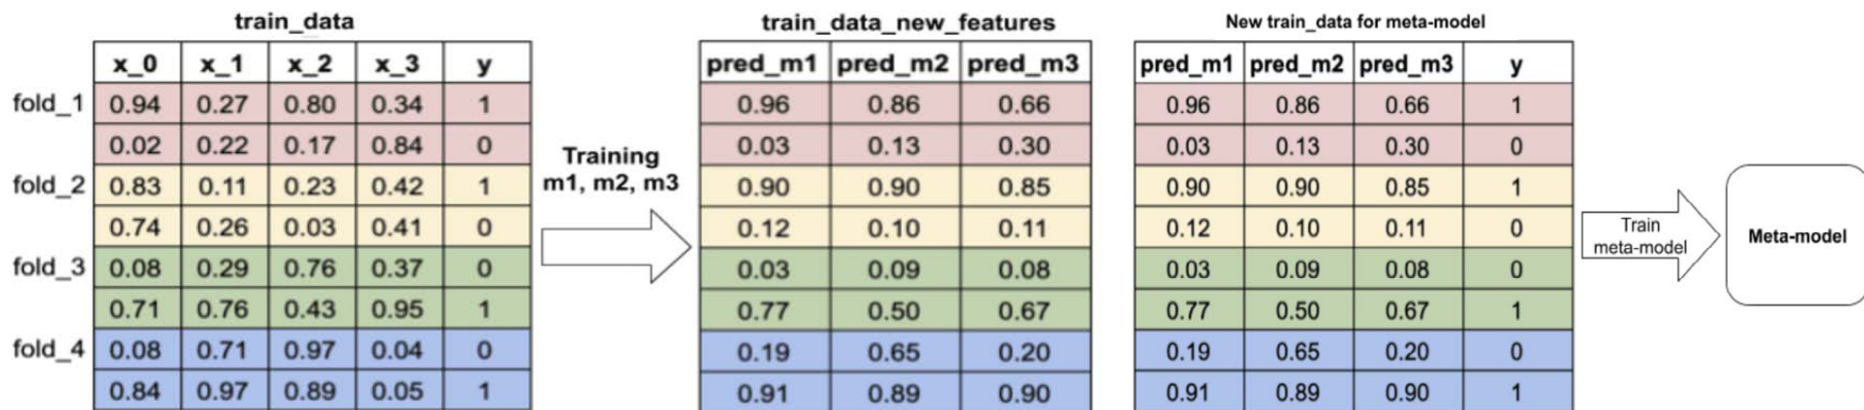 train_data train_data_new_features New train_data for meta-model
x_0 x_1 x_2 x_3 y pred_m1 pred_m2 pred_m3 pred_m1 pred_m2 pred_m3 y
fold_1 0.94 0.27 0.80 0.34 1 0.96 0.86 0.66 0.96 0.86 0.66 1
0.02 0.22 0.17 0.84 0 0.03 0.13 0.30 0.03 0.13 0.30 0
Training
m1, m2, m3
fold_2 0.83 0.11 0.23 0.42 1 0.90 0.90 0.85 0.90 0.90 0.85 1
0.74 0.26 0.03 0.41 0 0.12 0.10 0.11 0.12 0.10 0.11 0
Train
meta-model
Meta-model
fold_3 0.08 0.29 0.76 0.37 0 0.03 0.09 0.08 0.03 0.09 0.08 0
0.71 0.76 0.43 0.95 1 0.77 0.50 0.67 0.77 0.50 0.67 1
fold_4 0.08 0.71 0.97 0.04 0 0.19 0.65 0.20 0.19 0.65 0.20 0
0.84 0.97 0.89 0.05 1 0.91 0.89 0.90 0.91 0.89 0.90 1